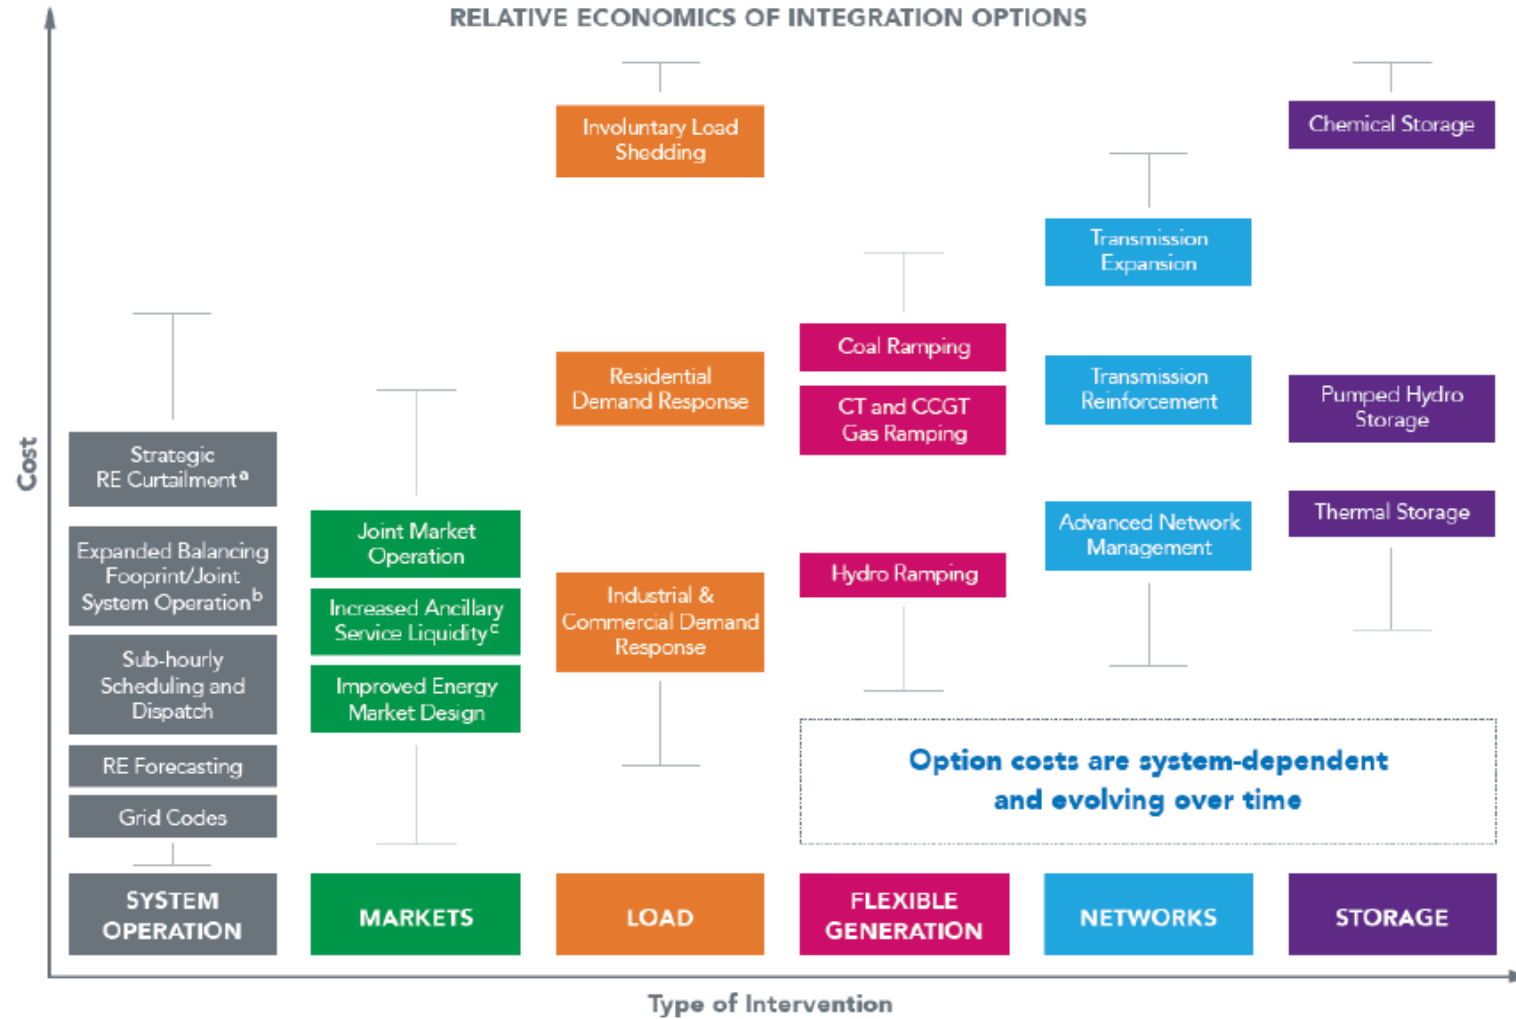 RELATIVE ECONOMICS OF INTEGRATION OPTIONS
Cost
Strategic
RE Curtailmentᵃ
Expanded Balancing
Fooprint/Joint
System Operationᵇ
Sub-hourly
Scheduling and
Dispatch
RE Forecasting
Grid Codes
SYSTEM
OPERATION
Joint Market
Operation
Increased Ancillary
Service Liquidityᶜ
Improved Energy
Market Design
MARKETS
Involuntary Load
Shedding
Residential
Demand Response
Industrial &
Commercial Demand
Response
LOAD
Coal Ramping
CT and CCGT
Gas Ramping
Hydro Ramping
FLEXIBLE
GENERATION
Transmission
Expansion
Transmission
Reinforcement
Advanced Network
Management
NETWORKS
Chemical Storage
Pumped Hydro
Storage
Thermal Storage
STORAGE
Option costs are system-dependent
and evolving over time
Type of Intervention